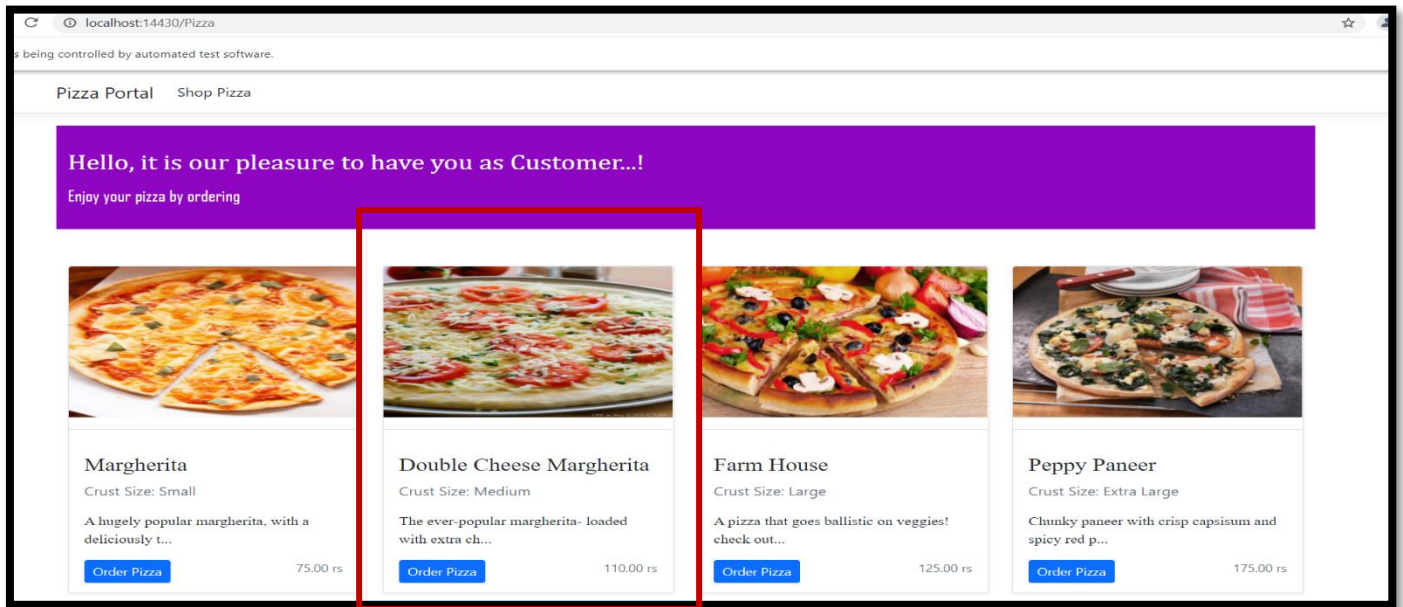 localhost:14430/Pizza
s being controlled by automated test software.
Pizza Portal Shop Pizza
Hello, it is our pleasure to have you as Customer...!
Enjoy your pizza by ordering
Margherita
Crust Size: Small
A hugely popular margherita, with a
deliciously t...
Order Pizza 75.00 rs
Double Cheese Margherita
Crust Size: Medium
The ever-popular margherita- loaded
with extra ch...
Order Pizza 110.00 rs
Farm House
Crust Size: Large
A pizza that goes ballistic on veggies!
check out...
Order Pizza 125.00 rs
Peppy Paneer
Crust Size: Extra Large
Chunky paneer with crisp capsisum and
spicy red p...
Order Pizza 175.00 rs